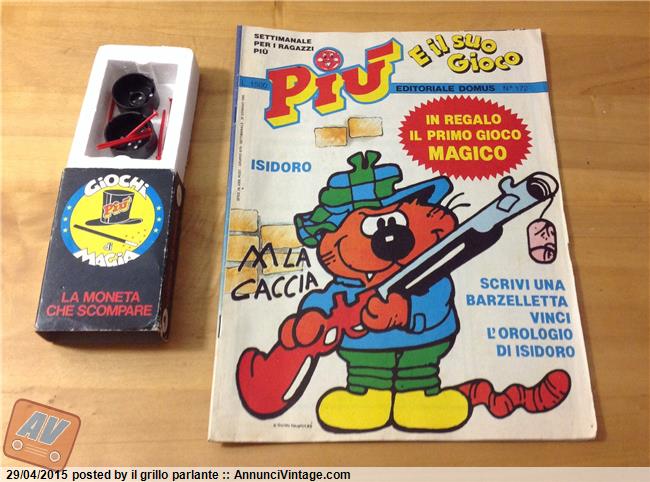 SETTIMANALE
PER I RAGAZZI
PIÙ
E il suo
Gioco
Più
L. 1500
EDITORIALE DOMUS N° 172
IN REGALO
IL PRIMO GIOCO
MAGICO
ISIDORO
A LA
CACCIA
SCRIVI UNA
BARZELLETTA
VINCI
L'OROLOGIO
DI ISIDORO
GIOCHI
Più
di
MAGIA
LA MONETA
CHE SCOMPARE
AV
29/04/2015 posted by il grillo parlante :: AnnunciVintage.com